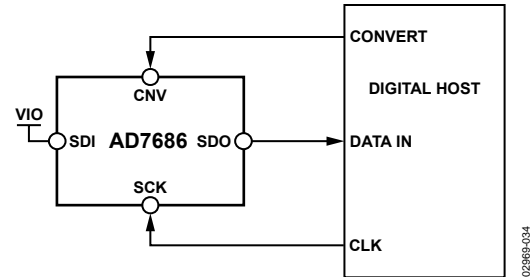 CONVERT
CNV
DIGITAL HOST
VIO
SDI AD7686 SDO
DATA IN
SCK
CLK
02969-034